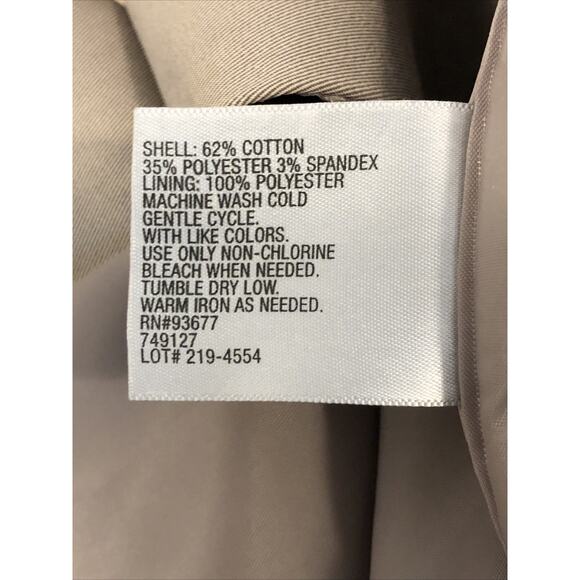 SHELL: 62% COTTON
35% POLYESTER 3% SPANDEX
LINING: 100% POLYESTER
MACHINE WASH COLD
GENTLE CYCLE.
WITH LIKE COLORS.
USE ONLY NON-CHLORINE
BLEACH WHEN NEEDED.
TUMBLE DRY LOW.
WARM IRON AS NEEDED.
RN#93677
749127
LOT# 219-4554